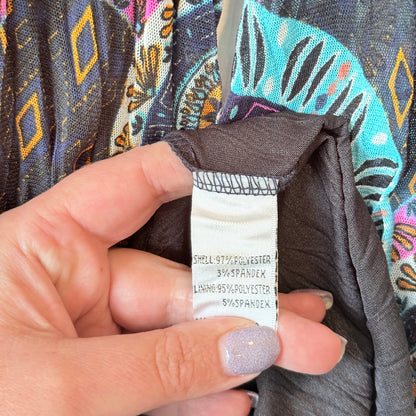 SHELL:97%POLYESTER
3%SPANDEX
LINING:95%POLYESTER
5%SPANDEX